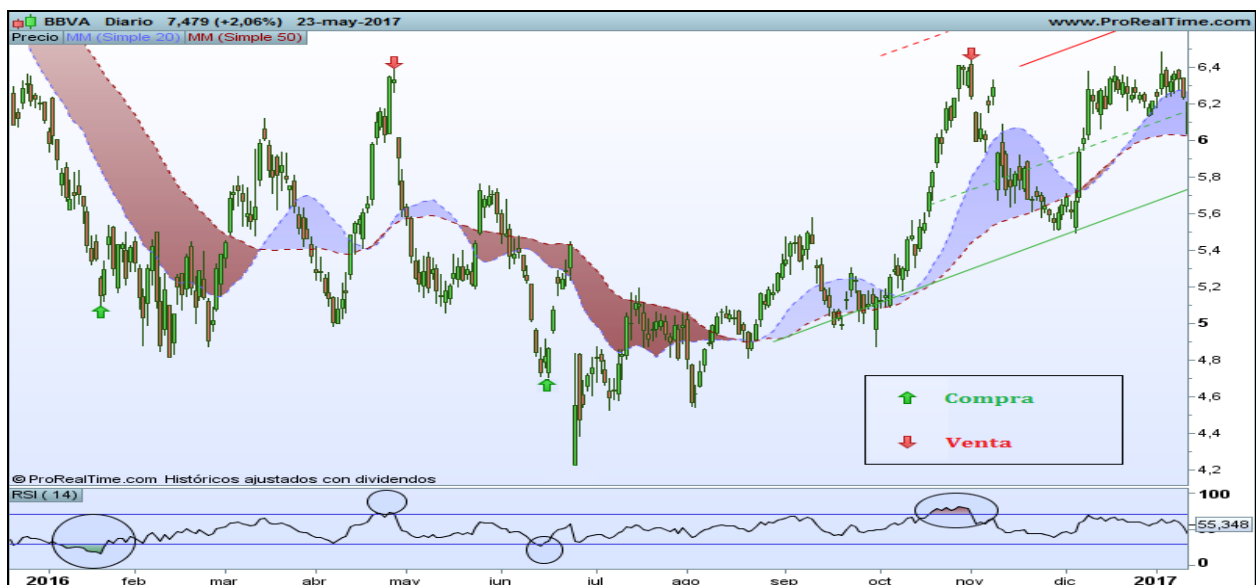 BBVA Diario 7,479 (+2,06%) 23-may-2017 www.ProRealTime.com
Precio MM (Simple 20) MM (Simple 50)
6,4
6,2
6
5,8
5,6
5,4
5,2
5
4,8
4,6
4,4
4,2
Compra
Venta
© ProRealTime.com Históricos ajustados con dividendos
RSI ( 14)
100
55,348
0
2016 feb mar abr may jun jul ago sep oct nov dic 2017